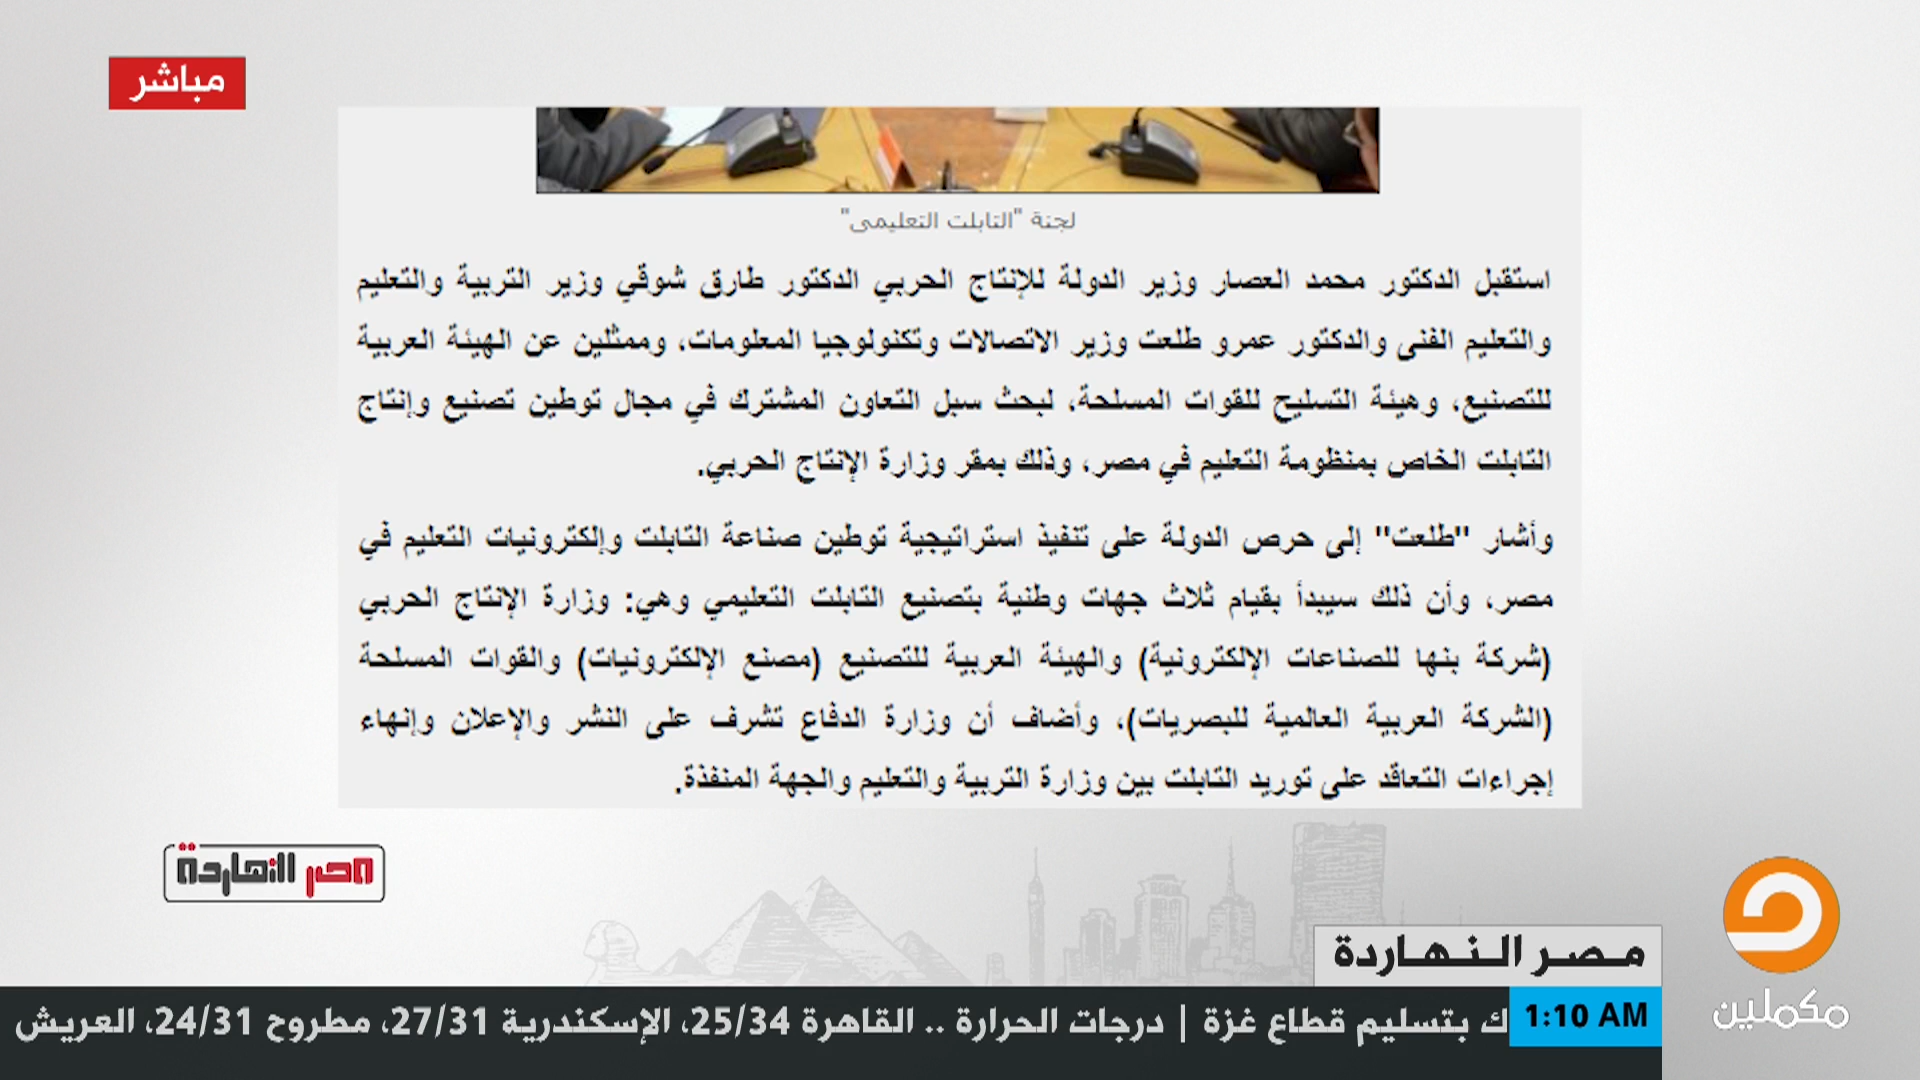 مباشر
لجنة "التابلت التعليمى"
استقبل الدكتور محمد العصار وزير الدولة للإنتاج الحربي الدكتور طارق شوقي وزير التربية والتعليم
والتعليم الفنى والدكتور عمرو طلعت وزير الاتصالات وتكنولوجيا المعلومات، وممثلين عن الهيئة العربية
للتصنيع، وهيئة التسليح للقوات المسلحة، لبحث سبل التعاون المشترك في مجال توطين تصنيع وإنتاج
التابلت الخاص بمنظومة التعليم في مصر، وذلك بمقر وزارة الإنتاج الحربي.
وأشار "طلعت" إلى حرص الدولة على تنفيذ استراتيجية توطين صناعة التابلت وإلكترونيات التعليم في
مصر، وأن ذلك سيبدأ بقيام ثلاث جهات وطنية بتصنيع التابلت التعليمي وهي: وزارة الإنتاج الحربي
(شركة بنها للصناعات الإلكترونية) والهيئة العربية للتصنيع (مصنع الإلكترونيات) والقوات المسلحة
(الشركة العربية العالمية للبصريات)، وأضاف أن وزارة الدفاع تشرف على النشر والإعلان وإنهاء
إجراءات التعاقد على توريد التابلت بين وزارة التربية والتعليم والجهة المنفذة.
مصر النهاردة
مصر النهاردة
1:10 AM
ك بتسليم قطاع غزة | درجات الحرارة .. القاهرة 25/34، الإسكندرية 27/31، مطروح 24/31، العريش
مكملين